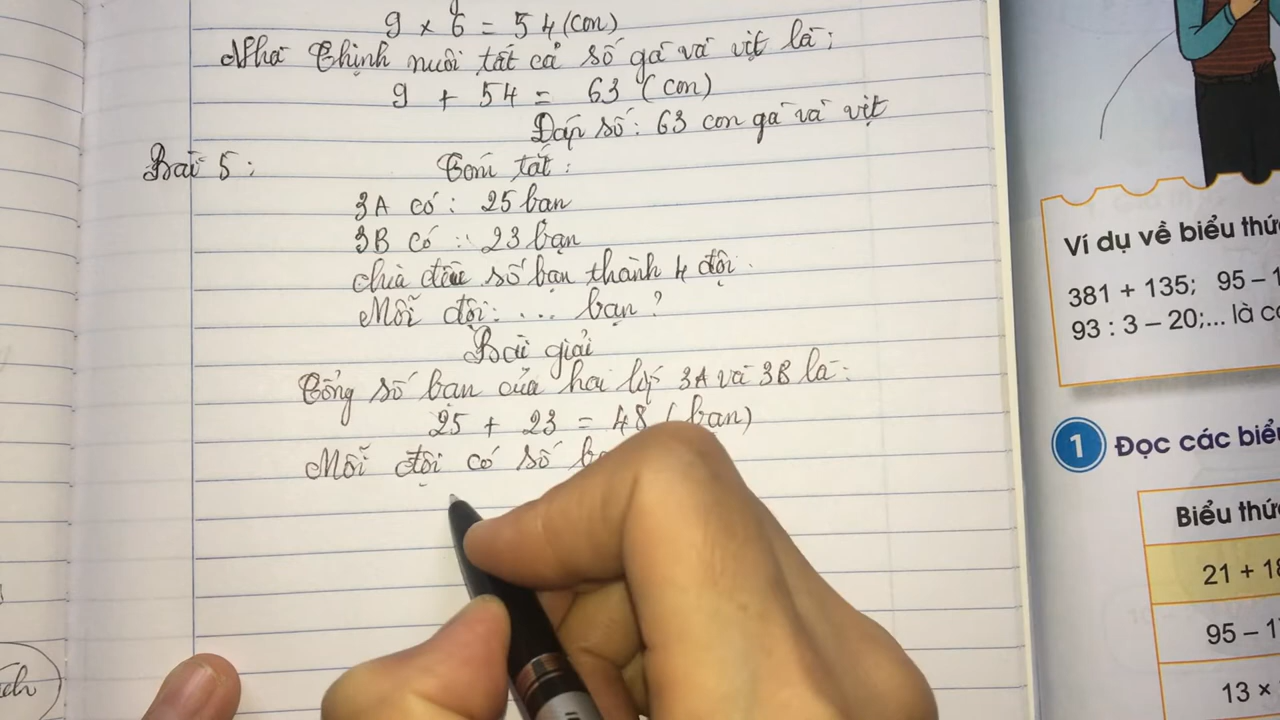 9 × 6 = 54 (con)
Nhà Thịnh nuôi tất cả số gà và vịt là:
9 + 54 = 63 (con)
Đáp số: 63 con gà và vịt
Bài 5:
Tóm tắt:
3A có: 25 bạn
3B có: 23 bạn
chia đều số bạn thành 4 đội.
Mỗi đội: ... bạn?
Bài giải
Tổng số bạn của hai lớp 3A và 3B là:
25 + 23 = 48 (bạn)
Mỗi đội có số
Ví dụ về biểu thức
381 + 135; 95 – 1
93 : 3 – 20;... là
1 Đọc các
Biểu thức
21 + 18
95 – 1
13 ×